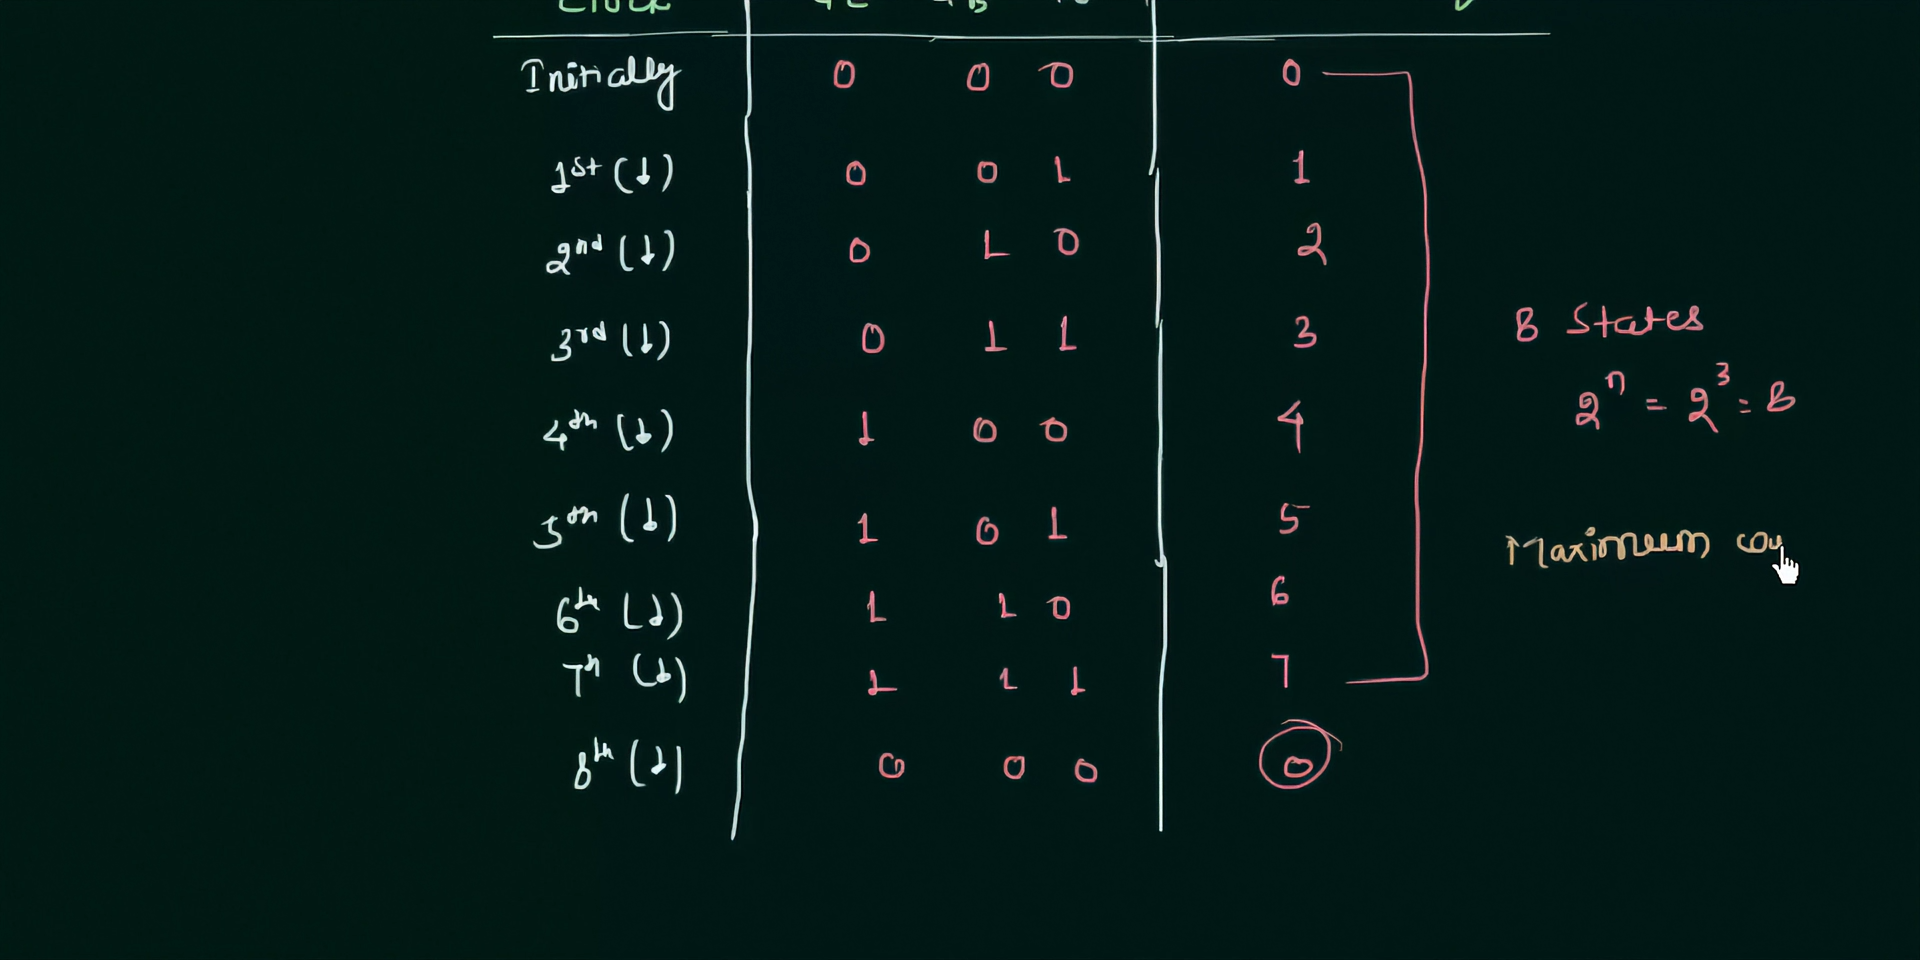 Initially 0 0 0 0
1st (↓) 0 0 1 1
2nd (↓) 0 1 0 2
3rd (↓) 0 1 1 3
8 States
2^n = 2^3 = 8
4th (↓) 1 0 0 4
5th (↓) 1 0 1 5
Maximum cou
6th (↓) 1 1 0 6
7th (↓) 1 1 1 7
8th (↓) 0 0 0 0